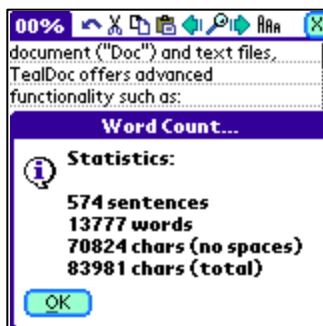 00%
document ("Doc") and text files,
TealDoc offers advanced
functionality such as:
Word Count...
Statistics:
574 sentences
13777 words
70824 chars (no spaces)
83981 chars (total)
OK